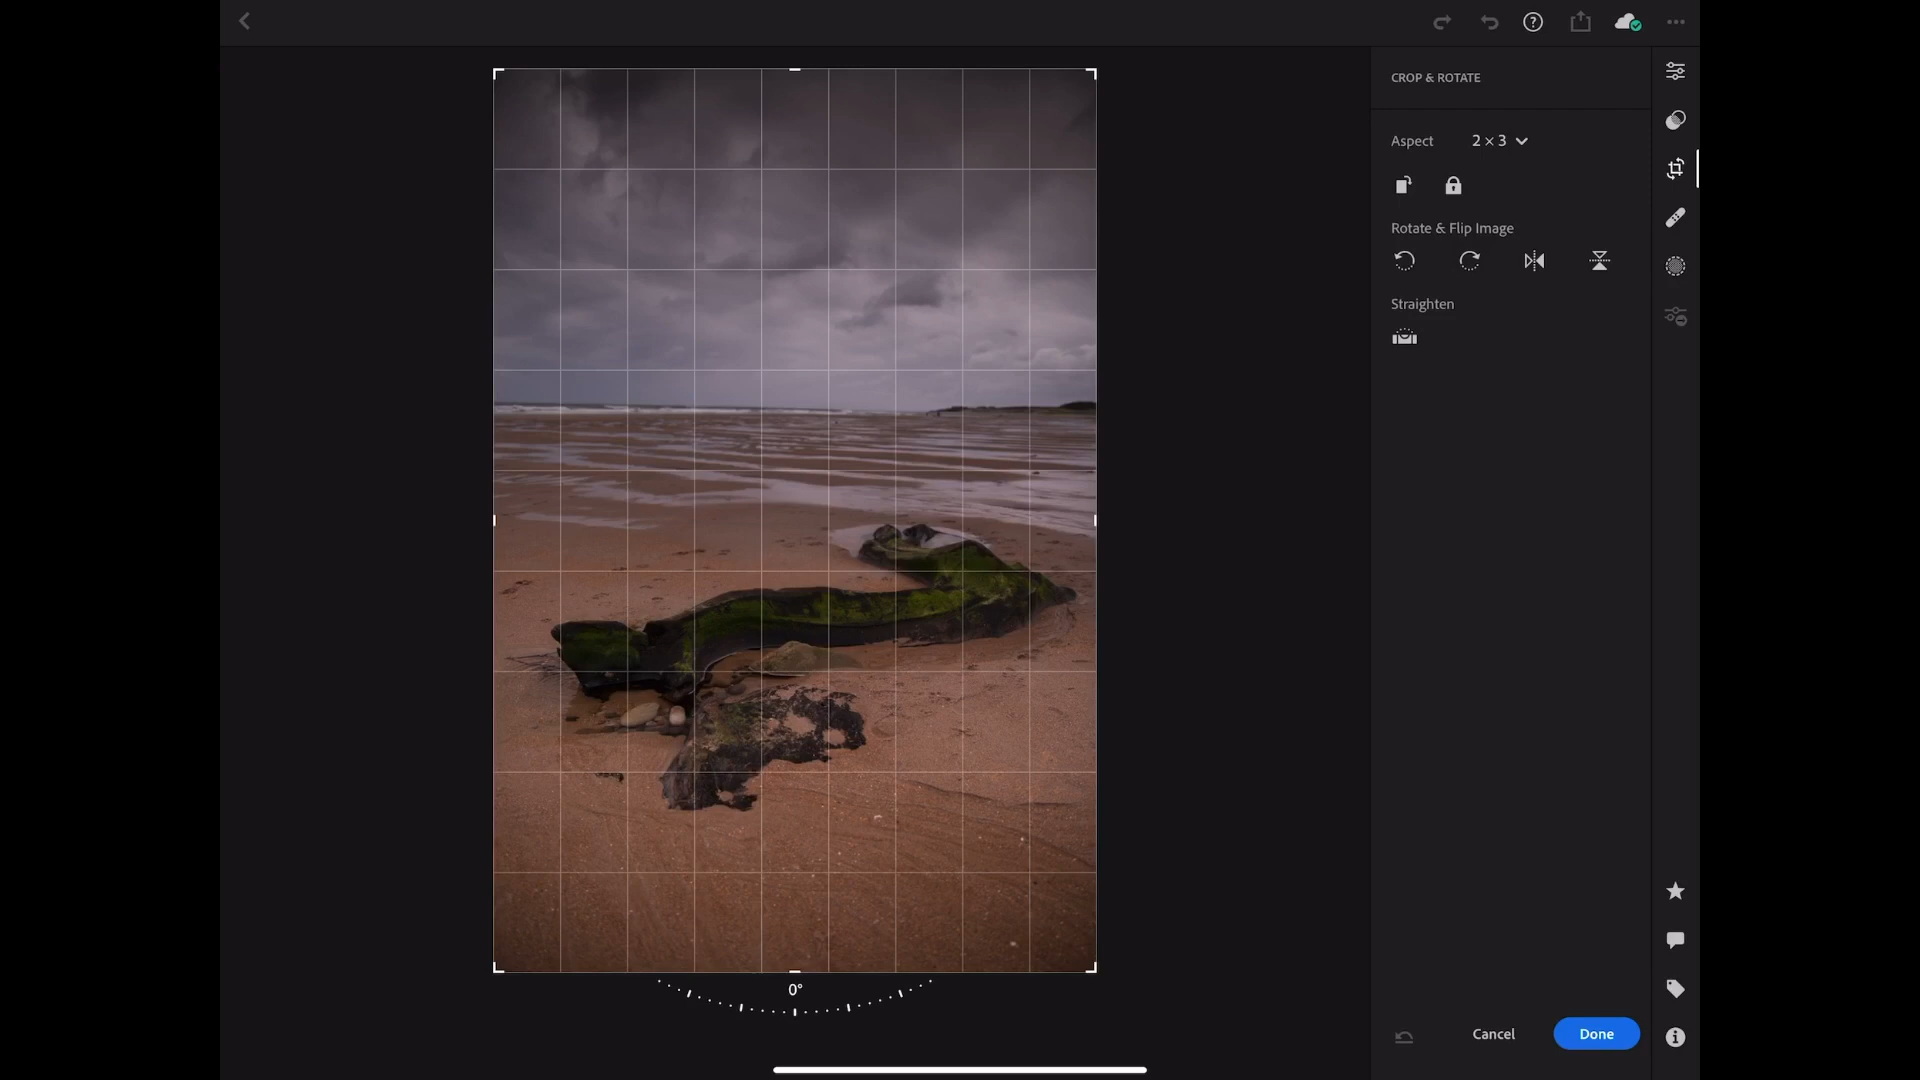 CROP & ROTATE
Aspect 2 × 3
Rotate & Flip Image
Straighten
0°
Cancel Done